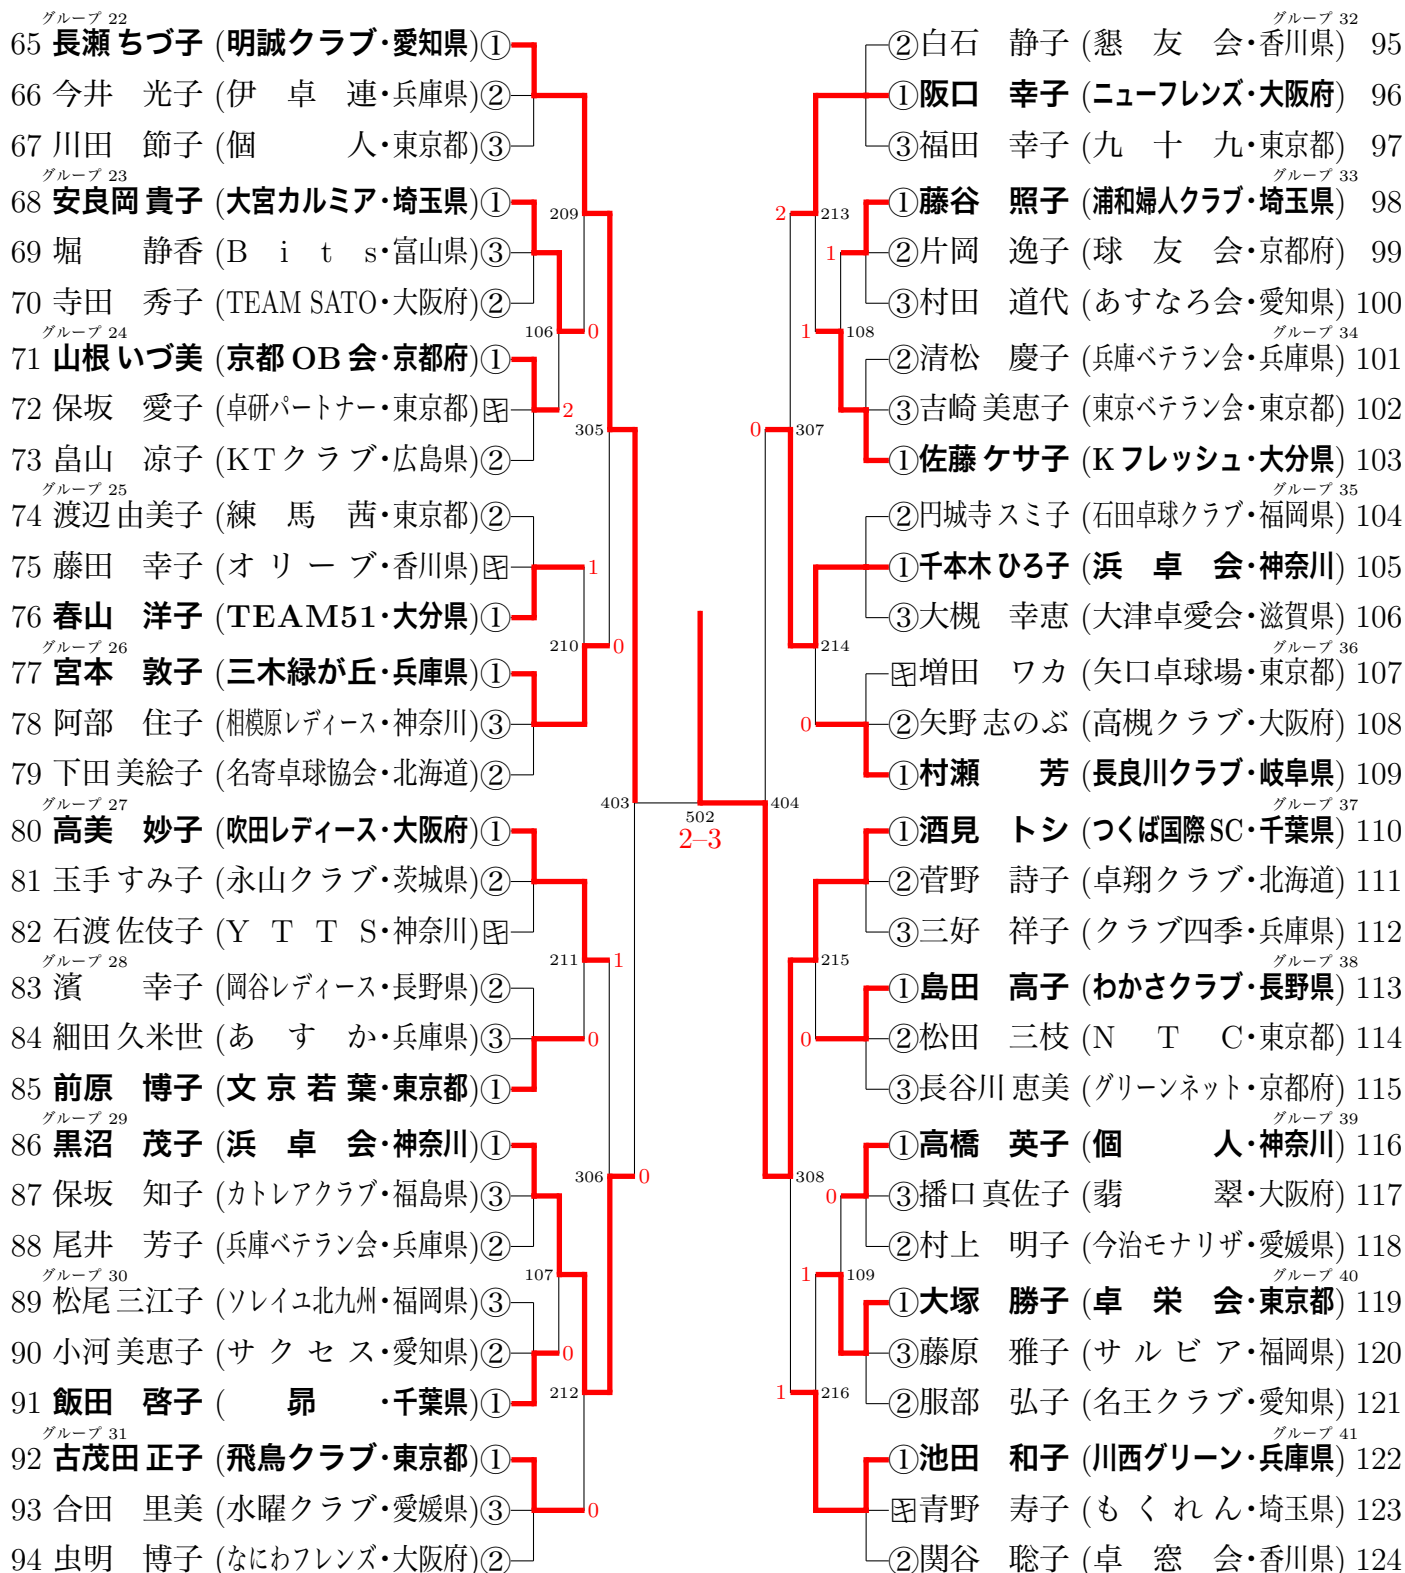 グループ 22
65 長瀬 ちづ子 (明誠クラブ・愛知県)①
66 今井 光子 (伊 卓 連・兵庫県)②
67 川田 節子 (個 人・東京都)③
グループ 23
68 安良岡 貴子 (大宮カルミア・埼玉県)①
209
69 堀 静香 (B i t s・富山県)③
70 寺田 秀子 (TEAM SATO・大阪府)②
グループ 24
106
0
71 山根 いづ美 (京都 OB 会・京都府)①
72 保坂 愛子 (卓研パートナー・東京都)キ
2
305
73 畠山 凉子 (KTクラブ・広島県)②
グループ 25
74 渡辺 由美子 (練 馬 茜・東京都)②
75 藤田 幸子 (オ リ ー ブ・香川県)キ
1
76 春山 洋子 (TEAM51・大分県)①
グループ 26
210
0
77 宮本 敦子 (三木緑が丘・兵庫県)①
78 阿部 住子 (相模原レディース・神奈川)③
79 下田 美絵子 (名寄卓球協会・北海道)②
グループ 27
403
80 高美 妙子 (吹田レディース・大阪府)①
81 玉手 すみ子 (永山クラブ・茨城県)②
82 石渡 佐伎子 (Y T T S・神奈川)キ
グループ 28
211
1
83 濱 幸子 (岡谷レディース・長野県)②
84 細田 久米世 (あ す か・兵庫県)③
0
85 前原 博子 (文 京 若 葉・東京都)①
グループ 29
86 黒沼 茂子 (浜 卓 会・神奈川)①
306
0
87 保坂 知子 (カトレアクラブ・福島県)③
88 尾井 芳子 (兵庫ベテラン会・兵庫県)②
グループ 30
107
89 松尾 三江子 (ソレイユ北九州・福岡県)③
90 小河 美恵子 (サ ク セ ス・愛知県)②
0
91 飯田 啓子 ( 昴 ・千葉県)①
212
グループ 31
92 古茂田 正子 (飛鳥クラブ・東京都)①
93 合田 里美 (水曜クラブ・愛媛県)③
0
94 虫明 博子 (なにわフレンズ・大阪府)②
502
2–3
グループ 32
②白石 静子 (懇 友 会・香川県) 95
①阪口 幸子 (ニューフレンズ・大阪府) 96
③福田 幸子 (九 十 九・東京都) 97
グループ 33
①藤谷 照子 (浦和婦人クラブ・埼玉県) 98
2
213
②片岡 逸子 (球 友 会・京都府) 99
1
③村田 道代 (あすなろ会・愛知県) 100
グループ 34
1
108
②清松 慶子 (兵庫ベテラン会・兵庫県) 101
③吉崎 美恵子 (東京ベテラン会・東京都) 102
0
307
①佐藤 ケサ子 (K フレッシュ・大分県) 103
グループ 35
②円城寺 スミ子 (石田卓球クラブ・福岡県) 104
①千本木 ひろ子 (浜 卓 会・神奈川) 105
③大槻 幸恵 (大津卓愛会・滋賀県) 106
グループ 36
214
キ増田 ワカ (矢口卓球場・東京都) 107
0
②矢野 志のぶ (高槻クラブ・大阪府) 108
①村瀬 芳 (長良川クラブ・岐阜県) 109
グループ 37
404
①酒見 トシ (つくば国際 SC・千葉県) 110
②菅野 詩子 (卓翔クラブ・北海道) 111
③三好 祥子 (クラブ四季・兵庫県) 112
グループ 38
215
①島田 高子 (わかさクラブ・長野県) 113
0
②松田 三枝 (N T C・東京都) 114
③長谷川 恵美 (グリーンネット・京都府) 115
グループ 39
①高橋 英子 (個 人・神奈川) 116
308
0
③播口 真佐子 (翡 翠・大阪府) 117
②村上 明子 (今治モナリザ・愛媛県) 118
グループ 40
1
109
①大塚 勝子 (卓 栄 会・東京都) 119
③藤原 雅子 (サ ル ビ ア・福岡県) 120
②服部 弘子 (名王クラブ・愛知県) 121
1
216
グループ 41
①池田 和子 (川西グリーン・兵庫県) 122
キ青野 寿子 (も く れ ん・埼玉県) 123
②関谷 聡子 (卓 窓 会・香川県) 124